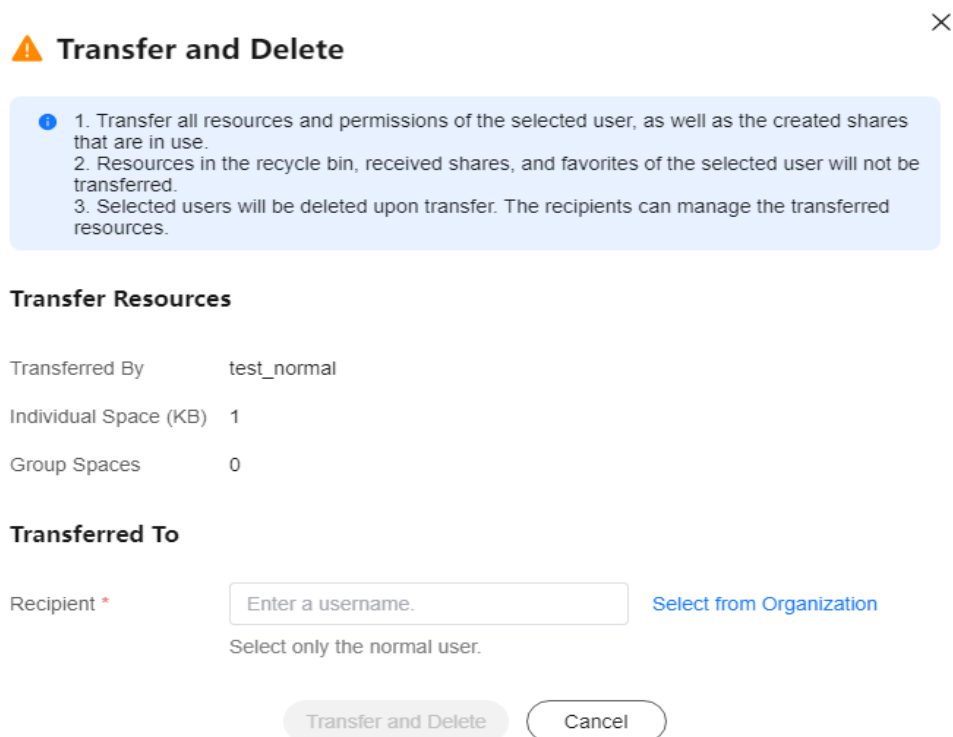 Transfer and Delete
1. Transfer all resources and permissions of the selected user, as well as the created shares
that are in use.
2. Resources in the recycle bin, received shares, and favorites of the selected user will not be
transferred.
3. Selected users will be deleted upon transfer. The recipients can manage the transferred
resources.
Transfer Resources
Transferred By test_normal
Individual Space (KB) 1
Group Spaces 0
Transferred To
Recipient * Enter a username. Select from Organization
Select only the normal user.
Transfer and Delete Cancel